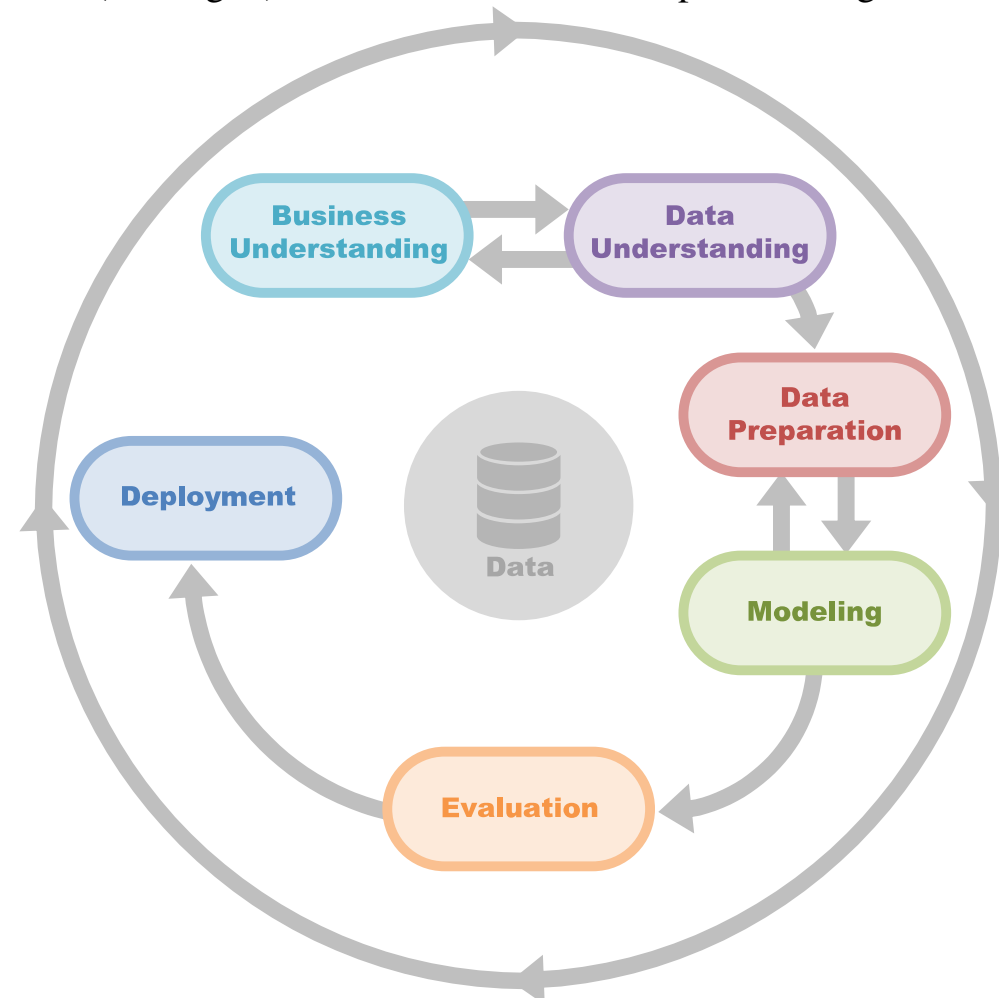 Business
Understanding
Data
Understanding
Data
Preparation
Deployment
Data
Modeling
Evaluation